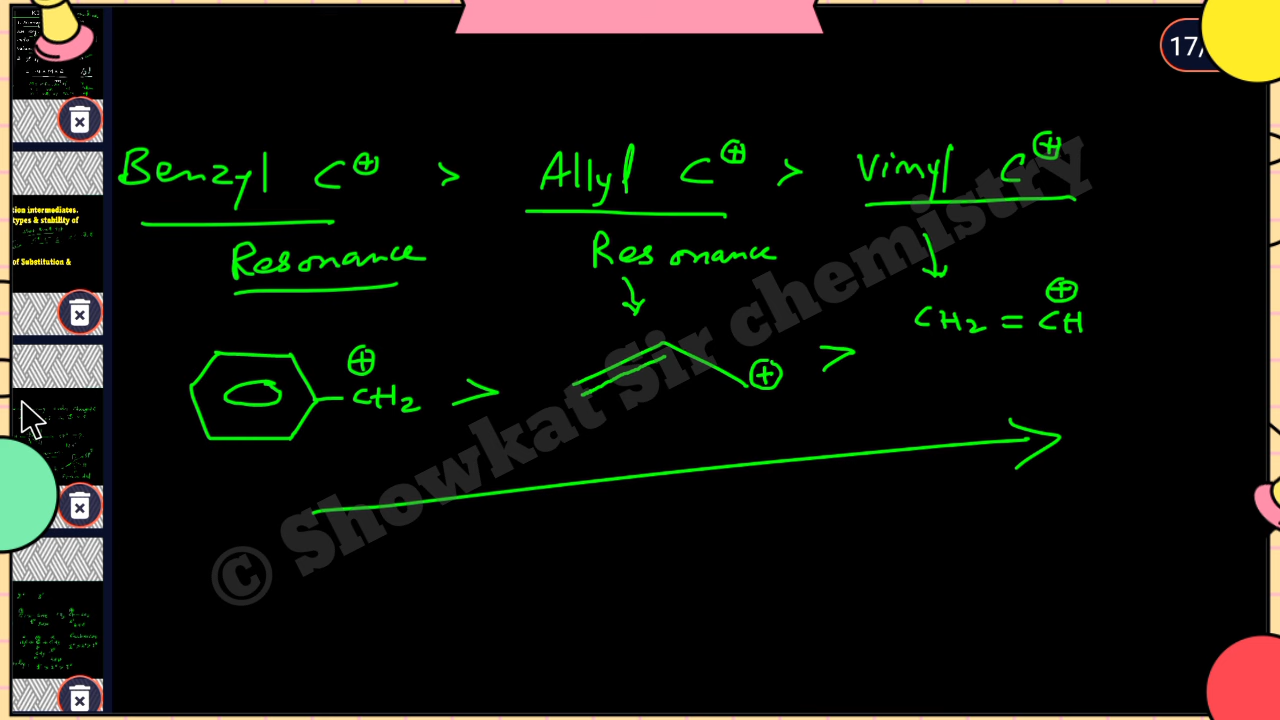 17/
Benzyl C⊕ > Allyl C⊕ > Vinyl C⊕
Resonance Resonance
CH2 = CH ⊕
⊕ CH2 > ⊕ >
© Showkat Sir chemistry
tion intermediates.
types & stability of
of Substitution &